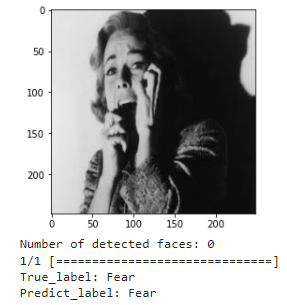 0
50
100
150
200
0 50 100 150 200
Number of detected faces: 0
1/1 [==============================]
True_label: Fear
Predict_label: Fear